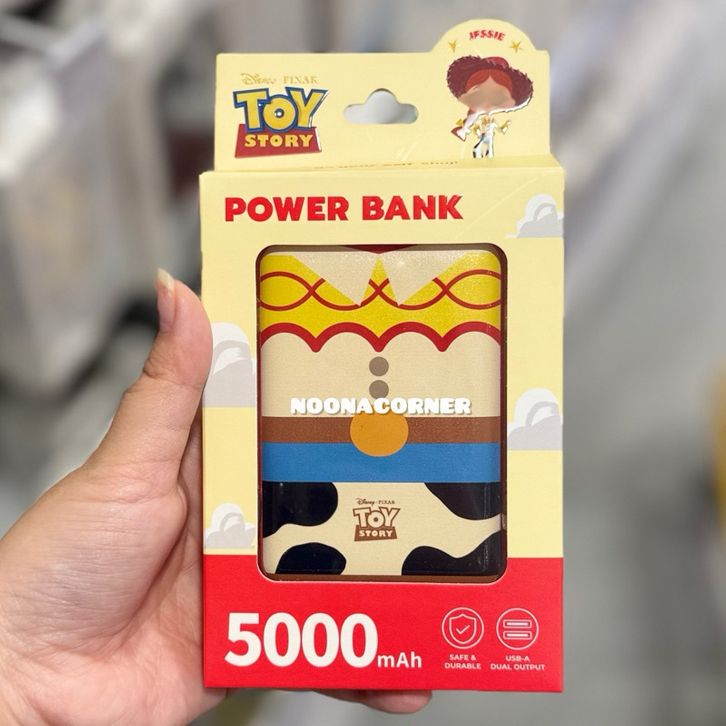 JESSIE
Disney · PIXAR
TOY
STORY
POWER BANK
NOONACORNER
Disney · PIXAR
TOY
STORY
5000mAh
SAFE &
DURABLE
USB-A
DUAL OUTPUT